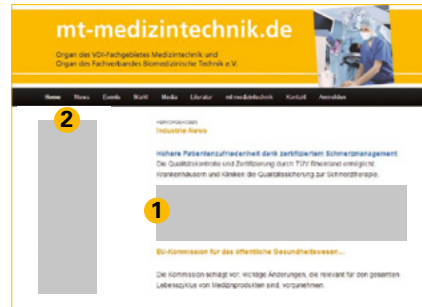 mt-medizintechnik.de
Organ des VDI-Fachgebietes Medizintechnik und
Organ des Fachverbandes Biomedizinische Technik e.V.
Home News Events Markt Media Literatur mt-medizintechnik Kontakt Anmelden
2
Industrie-News
Höhere Patientenzufriedenheit dank zertifiziertem Schmerzmanagement
Die Qualitätskontrolle und Zertifizierung durch TÜV Rheinland ermöglicht
Krankenhäusern und Kliniken die Qualitätssicherung zur Schmerztherapie.
1
EU-Kommission für das öffentliche Gesundheitswesen...
Die Kommission schlägt vor, wichtige Änderungen, die relevant für den gesamten
Lebenszyklus von Medizinprodukten sind, vorzunehmen.